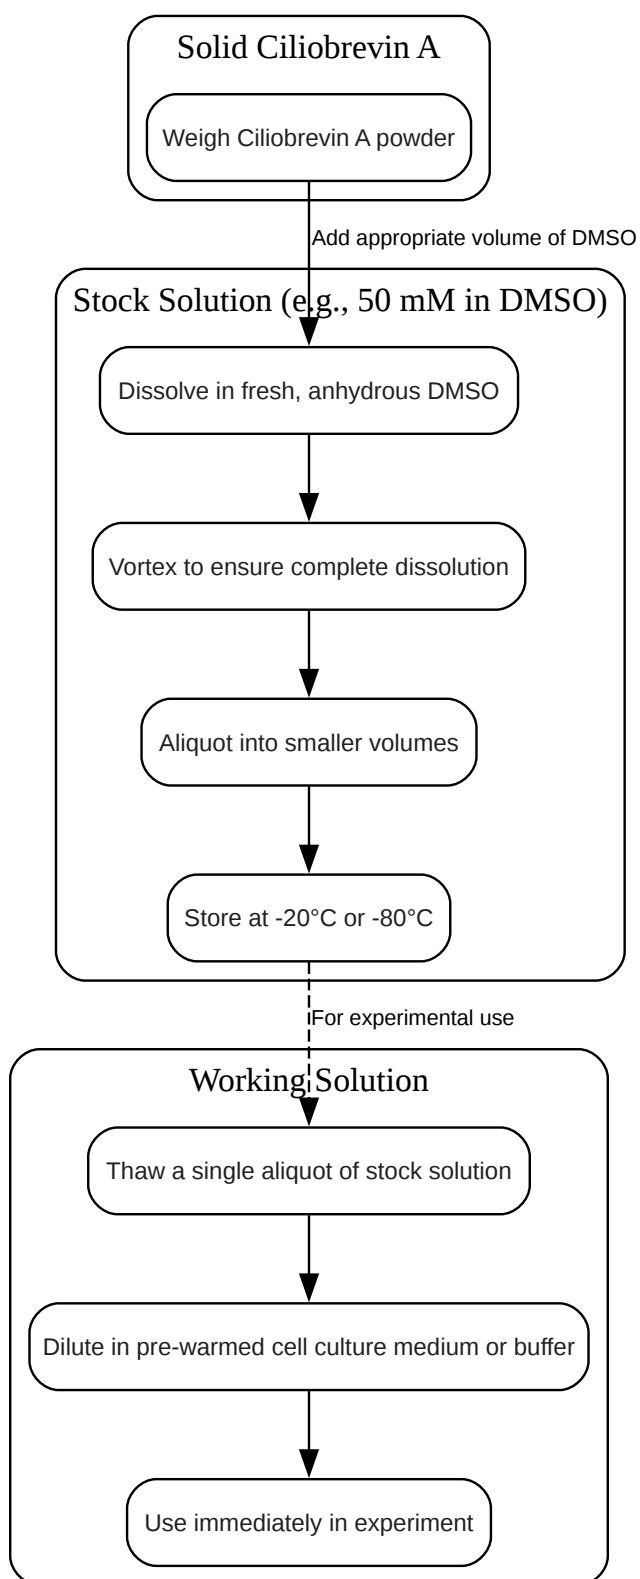 Solid Ciliobrevin A
Weigh Ciliobrevin A powder
Add appropriate volume of DMSO
Stock Solution (e.g., 50 mM in DMSO)
Dissolve in fresh, anhydrous DMSO
Vortex to ensure complete dissolution
Aliquot into smaller volumes
Store at -20°C or -80°C
For experimental use
Working Solution
Thaw a single aliquot of stock solution
Dilute in pre-warmed cell culture medium or buffer
Use immediately in experiment